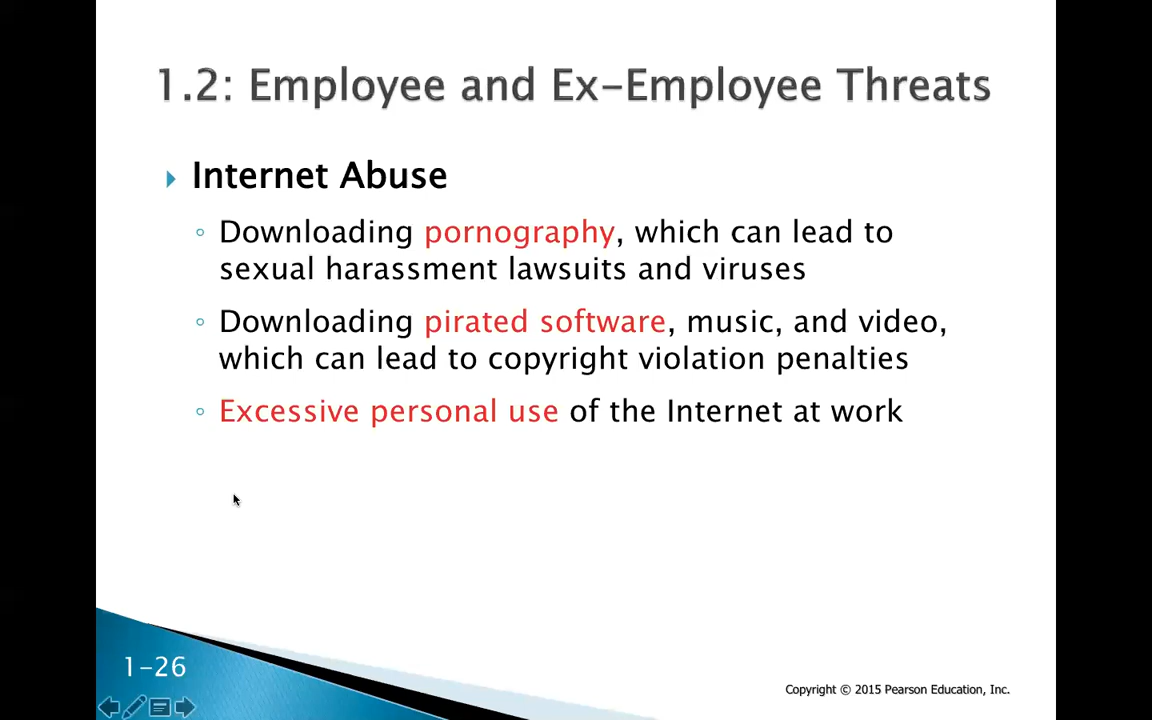 1.2: Employee and Ex-Employee Threats
Internet Abuse
Downloading pornography, which can lead to
sexual harassment lawsuits and viruses
Downloading pirated software, music, and video,
which can lead to copyright violation penalties
Excessive personal use of the Internet at work
1-26
Copyright © 2015 Pearson Education, Inc.